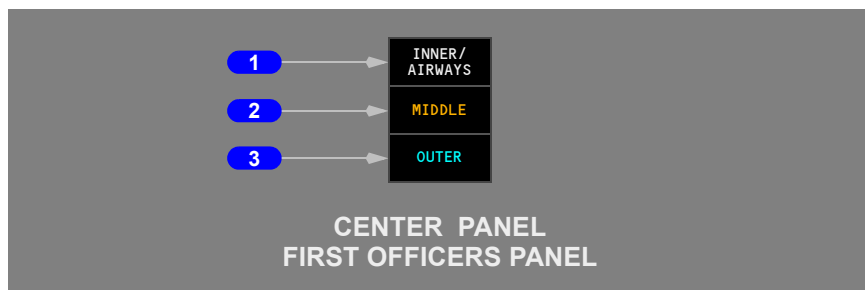 1
INNER/
AIRWAYS
2
MIDDLE
3
OUTER
CENTER PANEL
FIRST OFFICERS PANEL